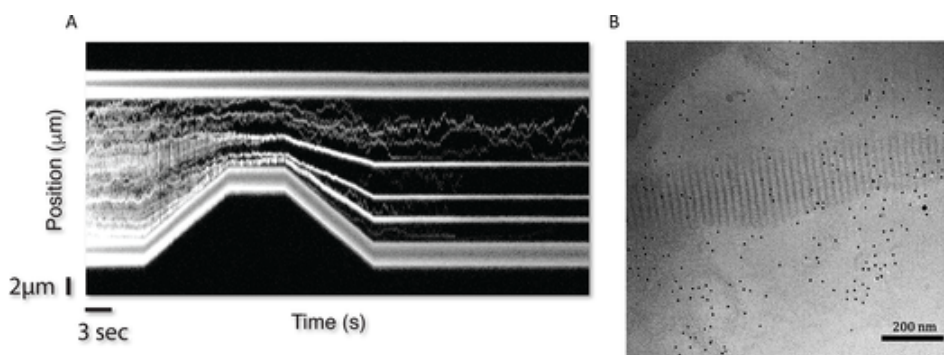 A
B
Position (μm)
2μm
3 sec
Time (s)
200 nm